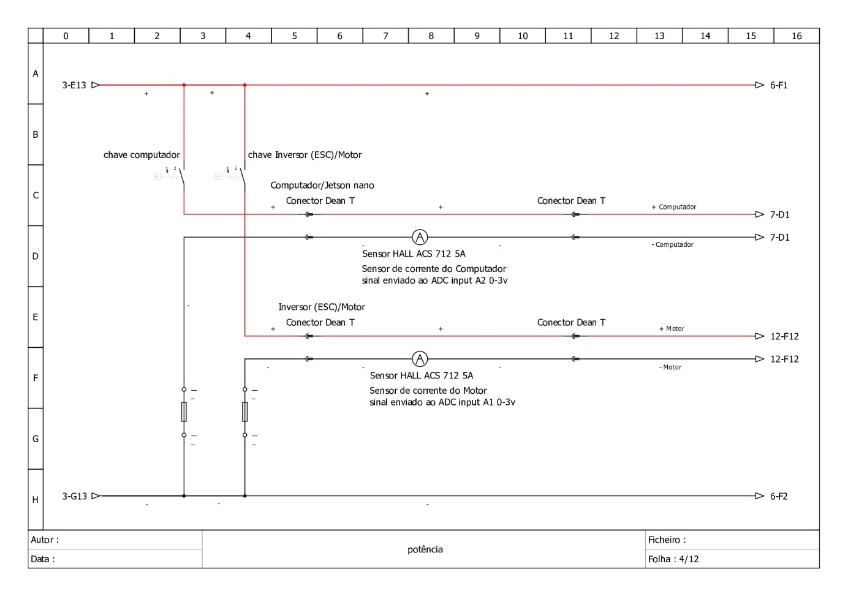 0 1 2 3 4 5 6 7 8 9 10 11 12 13 14 15 16
A
3-E13
6-F1
+ + +
B
chave computador
chave Inversor (ESC)/Motor
C
Computador/Jetson nano
Conector Dean T
Conector Dean T
+ + + Computador
7-D1
7-D1
- - - Computador
D
Sensor HALL ACS 712 5A
Sensor de corrente do Computador
sinal enviado ao ADC input A2 0-3v
E
Inversor (ESC)/Motor
Conector Dean T
Conector Dean T
+ + + Motor
12-F12
12-F12
- - - - Motor
F
Sensor HALL ACS 712 5A
Sensor de corrente do Motor
sinal enviado ao ADC input A1 0-3v
G
H
3-G13
6-F2
- - -
Autor :
Data :
potência
Ficheiro :
Folha : 4/12